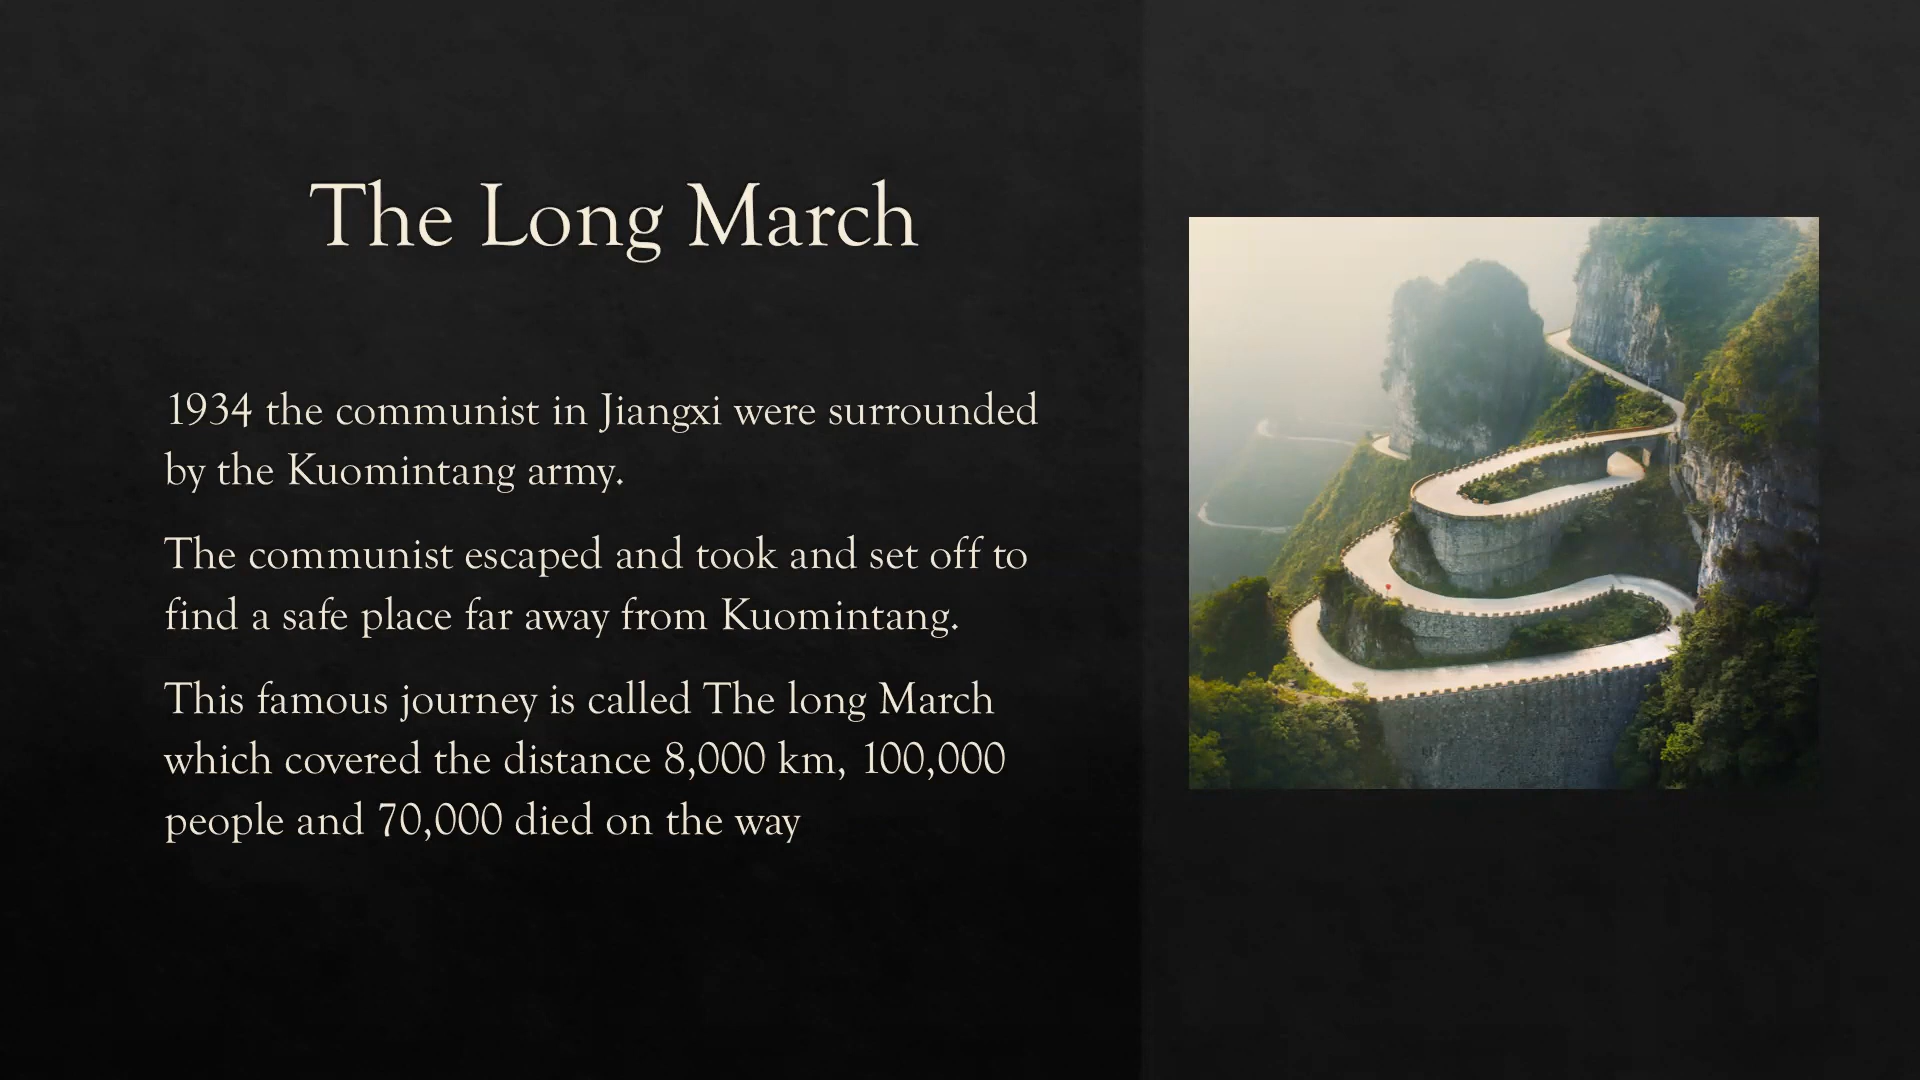 The Long March
1934 the communist in Jiangxi were surrounded
by the Kuomintang army.
The communist escaped and took and set off to
find a safe place far away from Kuomintang.
This famous journey is called The long March
which covered the distance 8,000 km, 100,000
people and 70,000 died on the way